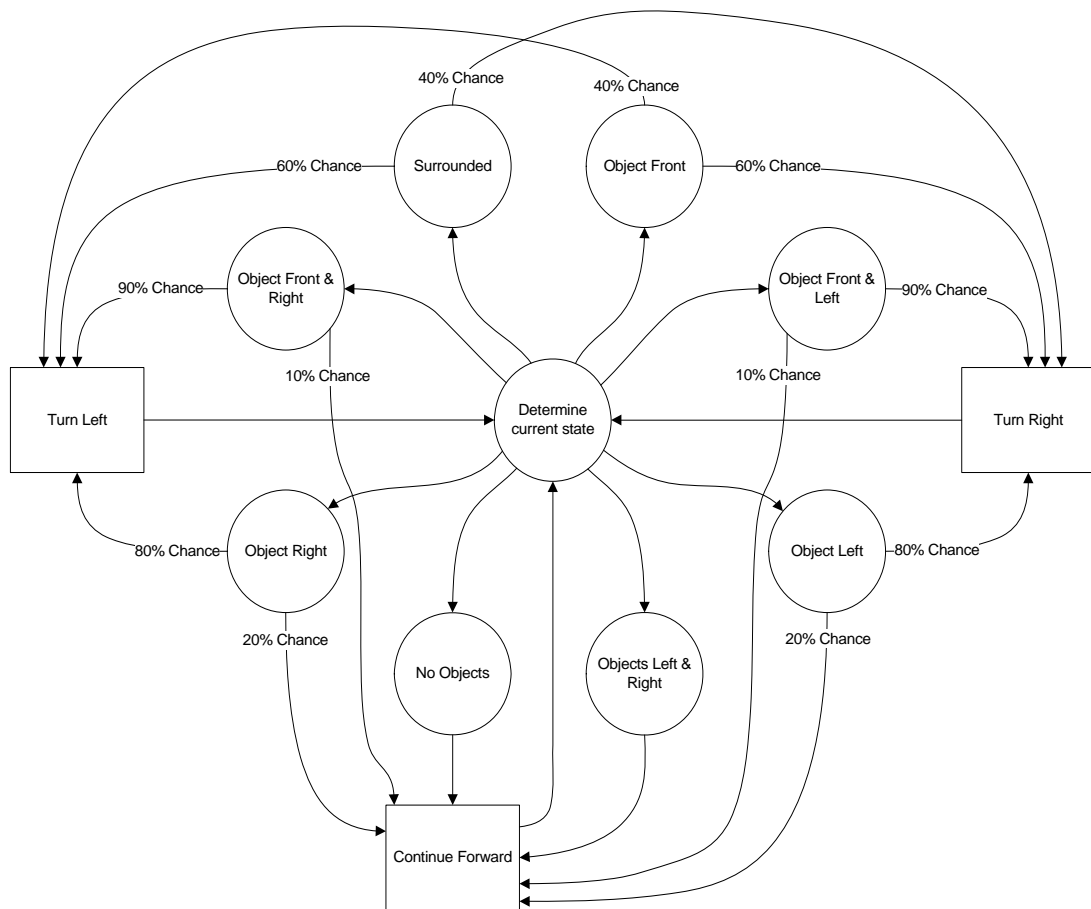 40% Chance
40% Chance
60% Chance
Surrounded
Object Front
60% Chance
90% Chance
Object Front &
Right
Object Front &
Left
90% Chance
10% Chance
10% Chance
Turn Left
Determine
current state
Turn Right
80% Chance
Object Right
Object Left
80% Chance
20% Chance
20% Chance
No Objects
Objects Left &
Right
Continue Forward